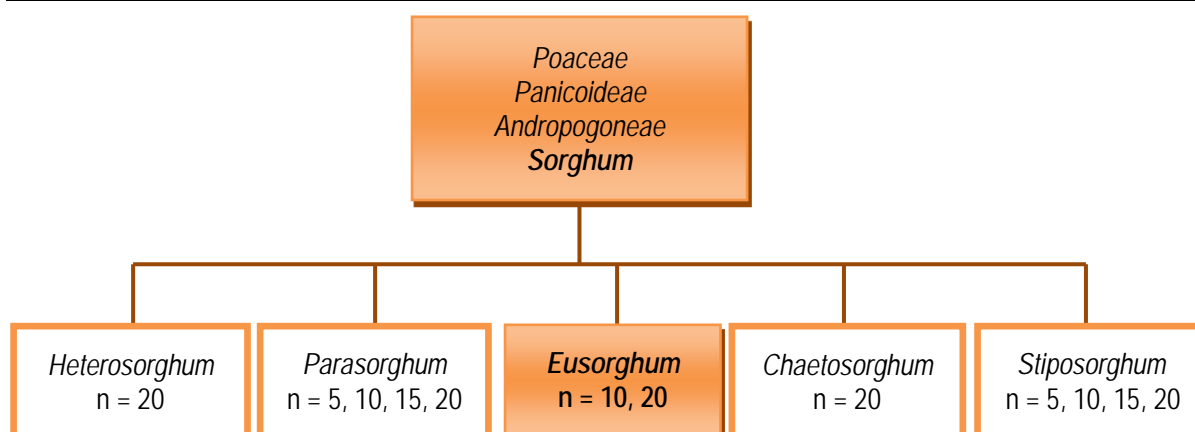 Poaceae
Panicoideae
Andropogoneae
Sorghum
Heterosorghum
n = 20
Parasorghum
n = 5, 10, 15, 20
Eusorghum
n = 10, 20
Chaetosorghum
n = 20
Stiposorghum
n = 5, 10, 15, 20